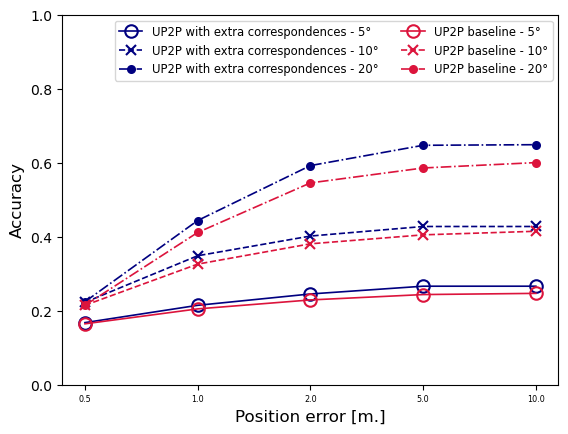 UP2P with extra correspondences - 5°
UP2P with extra correspondences - 10°
UP2P with extra correspondences - 20°
UP2P baseline - 5°
UP2P baseline - 10°
UP2P baseline - 20°
1.0
0.8
0.6
0.4
0.2
0.0
Accuracy
0.5 1.0 2.0 5.0 10.0
Position error [m.]